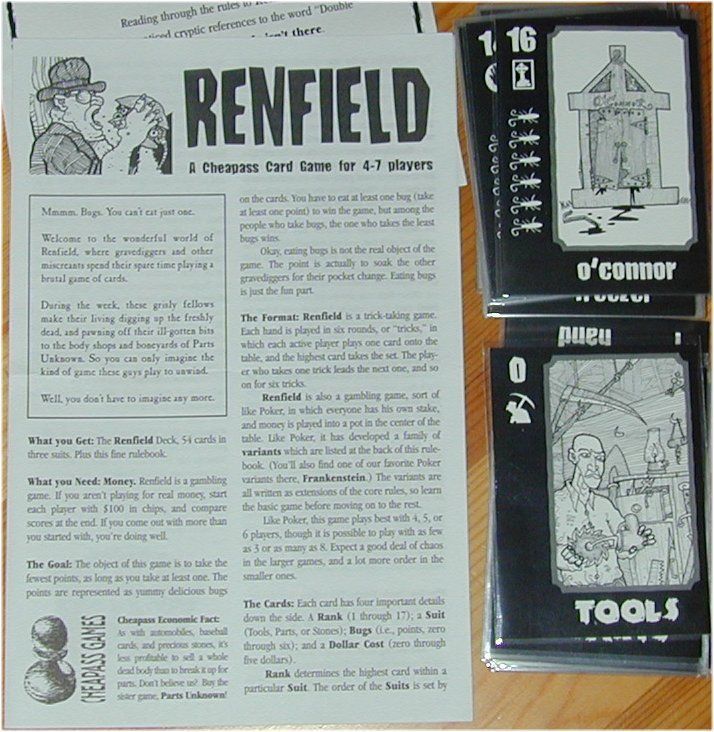 Reading through the rules to
cryptic references to the word "Double
isn't there.
RENFIELD
A Cheapass Card Game for 4-7 players
Mmmm. Bugs. You can't eat just one.
Welcome to the wonderful world of
Renfield, where gravediggers and other
miscreants spend their spare time playing a
brutal game of cards.
During the week, these grisly fellows
make their living digging up the freshly
dead, and pawning off their ill-gotten bits
to the body shops and boneyards of Parts
Unknown. So you can only imagine the
kind of game these guys play to unwind.
Well, you don't have to imagine any more.
What you Get: The Renfield Deck, 54 cards in
three suits. Plus this fine rulebook.
What you Need: Money. Renfield is a gambling
game. If you aren't playing for real money, start
each player with $100 in chips, and compare
scores at the end. If you come out with more than
you started with, you're doing well.
The Goal: The object of this game is to take the
fewest points, as long as you take at least one. The
points are represented as yummy delicious bugs
CHEAPASS GAMES
Cheapass Economic Fact:
As with automobiles, baseball
cards, and precious stones, it's
less profitable to sell a whole
dead body than to break it up for
parts. Don't believe us? Buy the
sister game, Parts Unknown!
on the cards. You have to eat at least one bug (take
at least one point) to win the game, but among the
people who take bugs, the one who takes the least
bugs wins.
Okay, eating bugs is not the real object of the
game. The point is actually to soak the other
gravediggers for their pocket change. Eating bugs
is just the fun part.
The Format: Renfield is a trick-taking game.
Each hand is played in six rounds, or "tricks," in
which each active player plays one card onto the
table, and the highest card takes the set. The play-
er who takes one trick leads the next one, and so
on for six tricks.
Renfield is also a gambling game, sort of
like Poker, in which everyone has his own stake,
and money is played into a pot in the center of the
table. Like Poker, it has developed a family of
variants which are listed at the back of this rule-
book. (You'll also find one of our favorite Poker
variants there, Frankenstein.) The variants are
all written as extensions of the core rules, so learn
the basic game before moving on to the rest.
Like Poker, this game plays best with 4, 5, or
6 players, though it is possible to play with as few
as 3 or as many as 8. Expect a good deal of chaos
in the larger games, and a lot more order in the
smaller ones.
The Cards: Each card has four important details
down the side. A Rank (1 through 17); a Suit
(Tools, Parts, or Stones); Bugs (i.e., points, zero
through six); and a Dollar Cost (zero through
five dollars).
Rank determines the highest card within a
particular Suit. The order of the Suits is set by
16
o'connor
freezer
hand
0
TOOLS